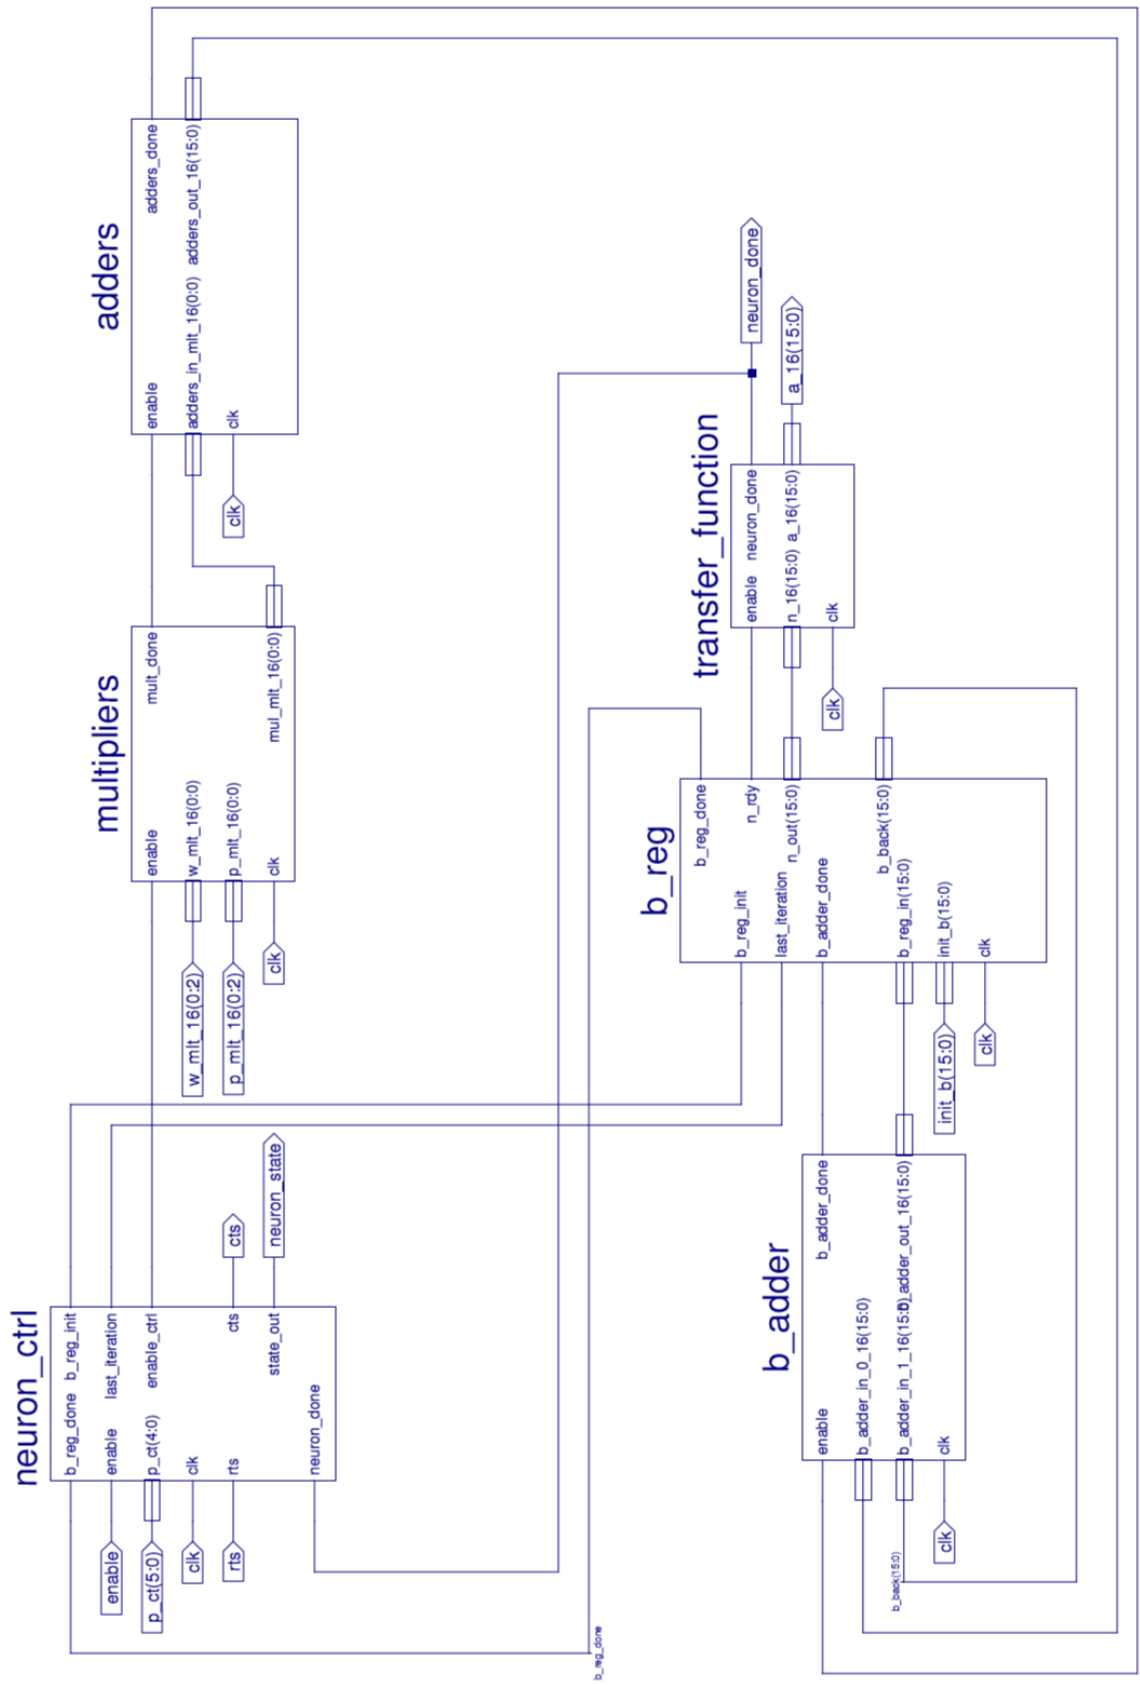 neuron_ctrl
b_reg_done b_reg_init
enable last_iteration
p_ct(4:0) enable_ctrl
clk
rts cts
state_out
neuron_done
enable
p_ct(5:0)
clk
rts
cts
neuron_state
multipliers
enable mult_done
w_mlt_16(0:0)
p_mlt_16(0:0)
clk mul_mlt_16(0:0)
w_mlt_16(0:2)
p_mlt_16(0:2)
clk
adders
enable adders_done
adders_in_mlt_16(0:0) adders_out_16(15:0)
clk
clk
b_reg
b_reg_done
b_reg_init n_rdy
last_iteration n_out(15:0)
b_adder_done
b_back(15:0)
b_reg_in(15:0)
init_b(15:0)
clk
init_b(15:0)
clk
transfer_function
enable neuron_done
n_16(15:0) a_16(15:0)
clk
clk
neuron_done
a_16(15:0)
b_adder
enable b_adder_done
b_adder_in_0_16(15:0)
b_adder_in_1_16(15:0) b_adder_out_16(15:0)
clk
clk
b_back(15:0)
b_reg_done